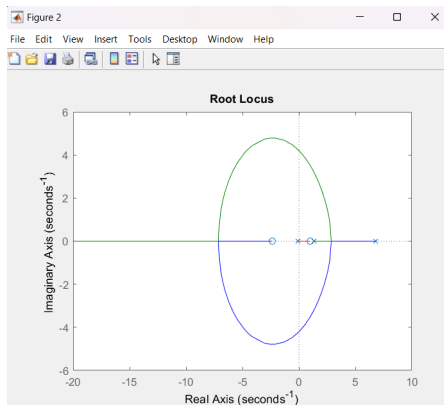 Figure 2
File Edit View Insert Tools Desktop Window Help
Root Locus
Imaginary Axis (seconds⁻¹)
6
4
2
0
-2
-4
-6
-20 -15 -10 -5 0 5 10
Real Axis (seconds⁻¹)